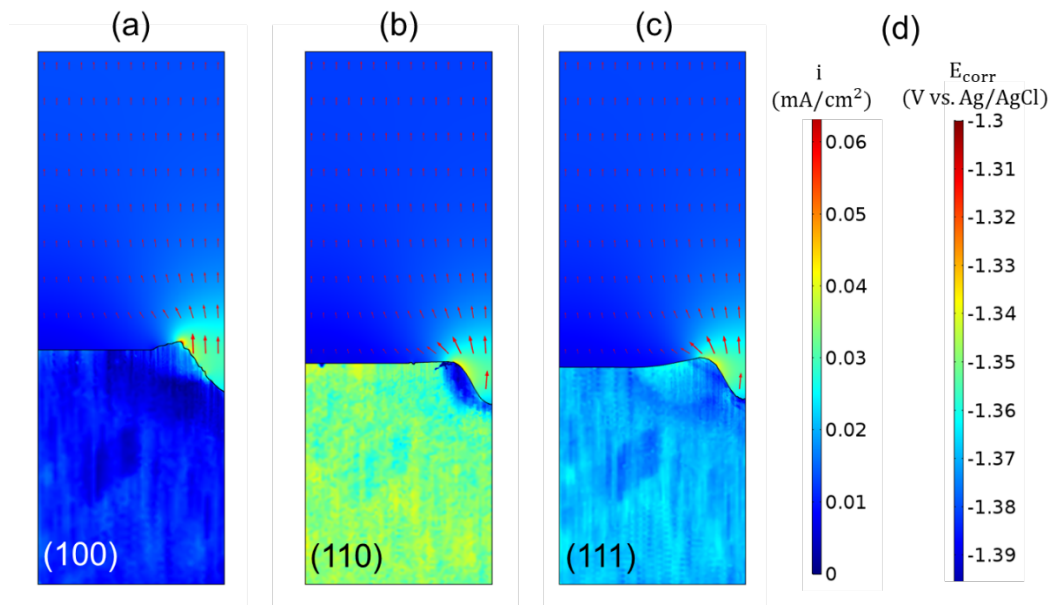 (a)
(b)
(c)
(d)
i
(mA/cm²)
E_corr
(V vs. Ag/AgCl)
0.06
0.05
0.04
0.03
0.02
0.01
0
-1.3
-1.31
-1.32
-1.33
-1.34
-1.35
-1.36
-1.37
-1.38
-1.39
(100)
(110)
(111)